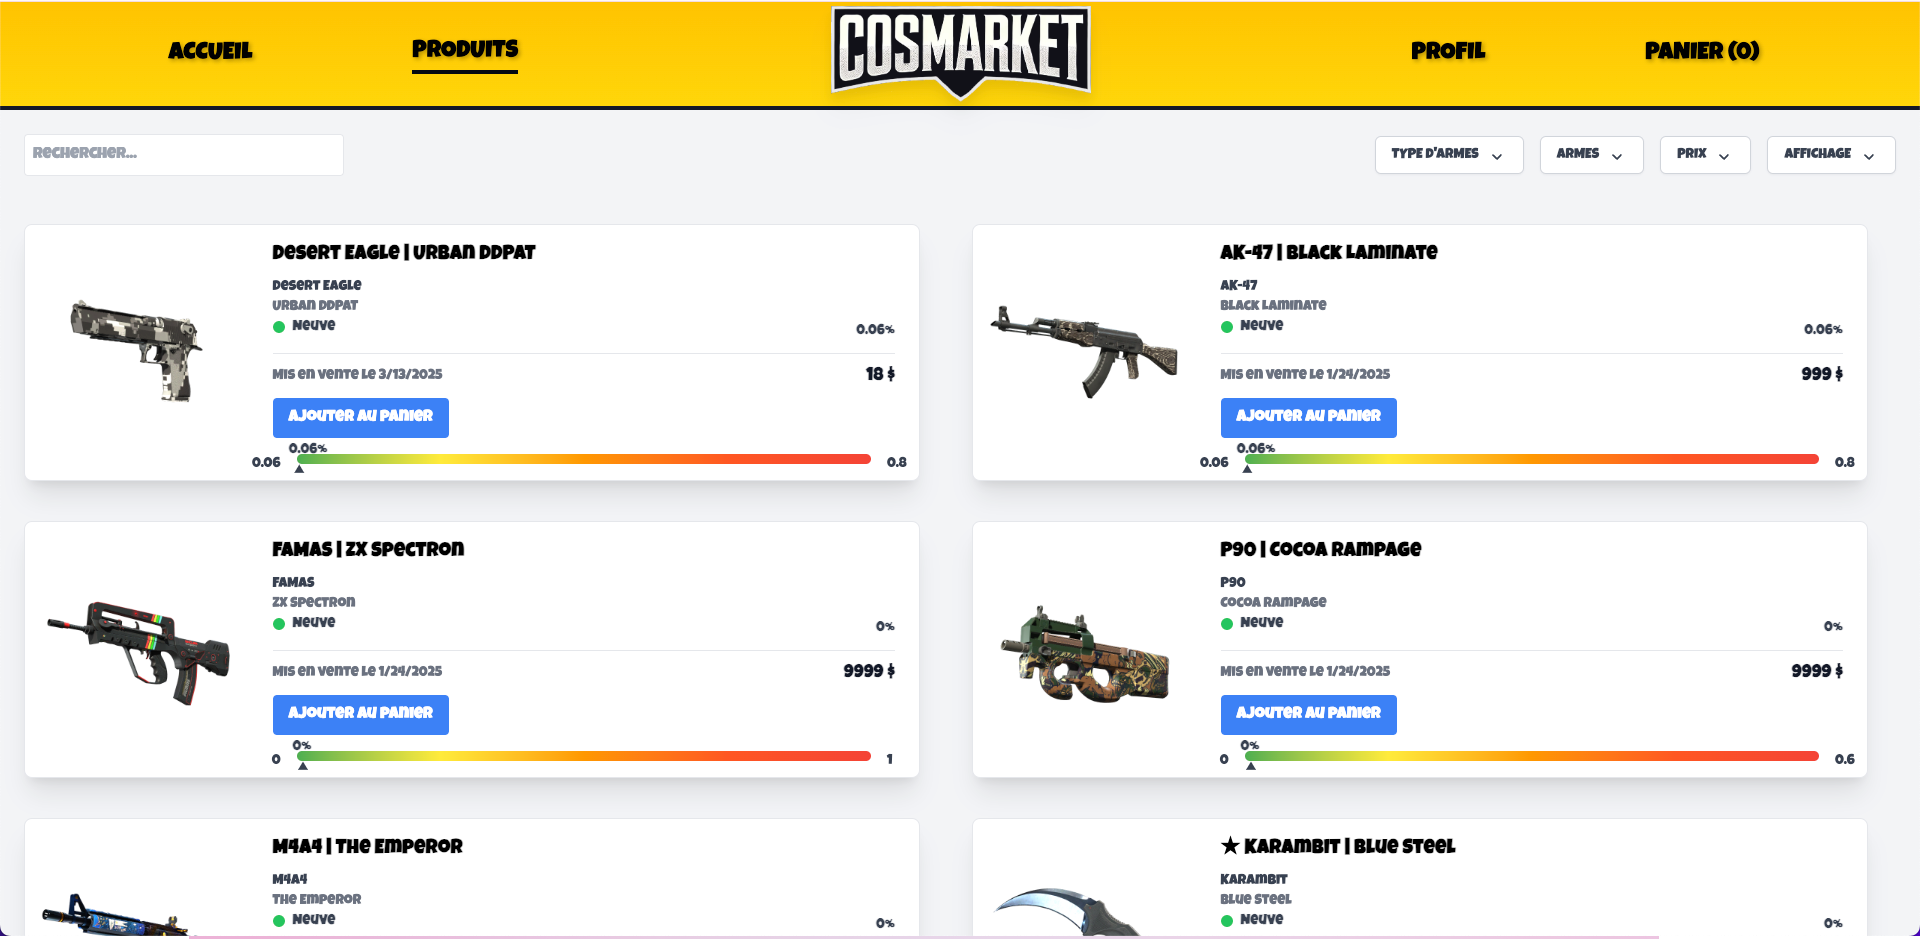 ACCUEIL
PRODUITS
COSMARKET
PROFIL
PANIER (0)
Rechercher...
TYPE D'ARMES
ARMES
PRIX
AFFICHAGE
Desert Eagle | Urban DDPAT
Desert Eagle
Urban DDPAT
Neuve
0.06%
Mis en vente le 3/13/2025
18 $
Ajouter au panier
0.06%
0.06
0.8
AK-47 | Black Laminate
AK-47
Black Laminate
Neuve
0.06%
Mis en vente le 1/24/2025
999 $
Ajouter au panier
0.06%
0.06
0.8
FAMAS | ZX Spectron
FAMAS
ZX Spectron
Neuve
0%
Mis en vente le 1/24/2025
9999 $
Ajouter au panier
0%
0
1
P90 | Cocoa Rampage
P90
Cocoa Rampage
Neuve
0%
Mis en vente le 1/24/2025
9999 $
Ajouter au panier
0%
0
0.6
M4A4 | The Emperor
M4A4
The Emperor
Neuve
0%
★ Karambit | Blue Steel
Karambit
Blue Steel
Neuve
0%